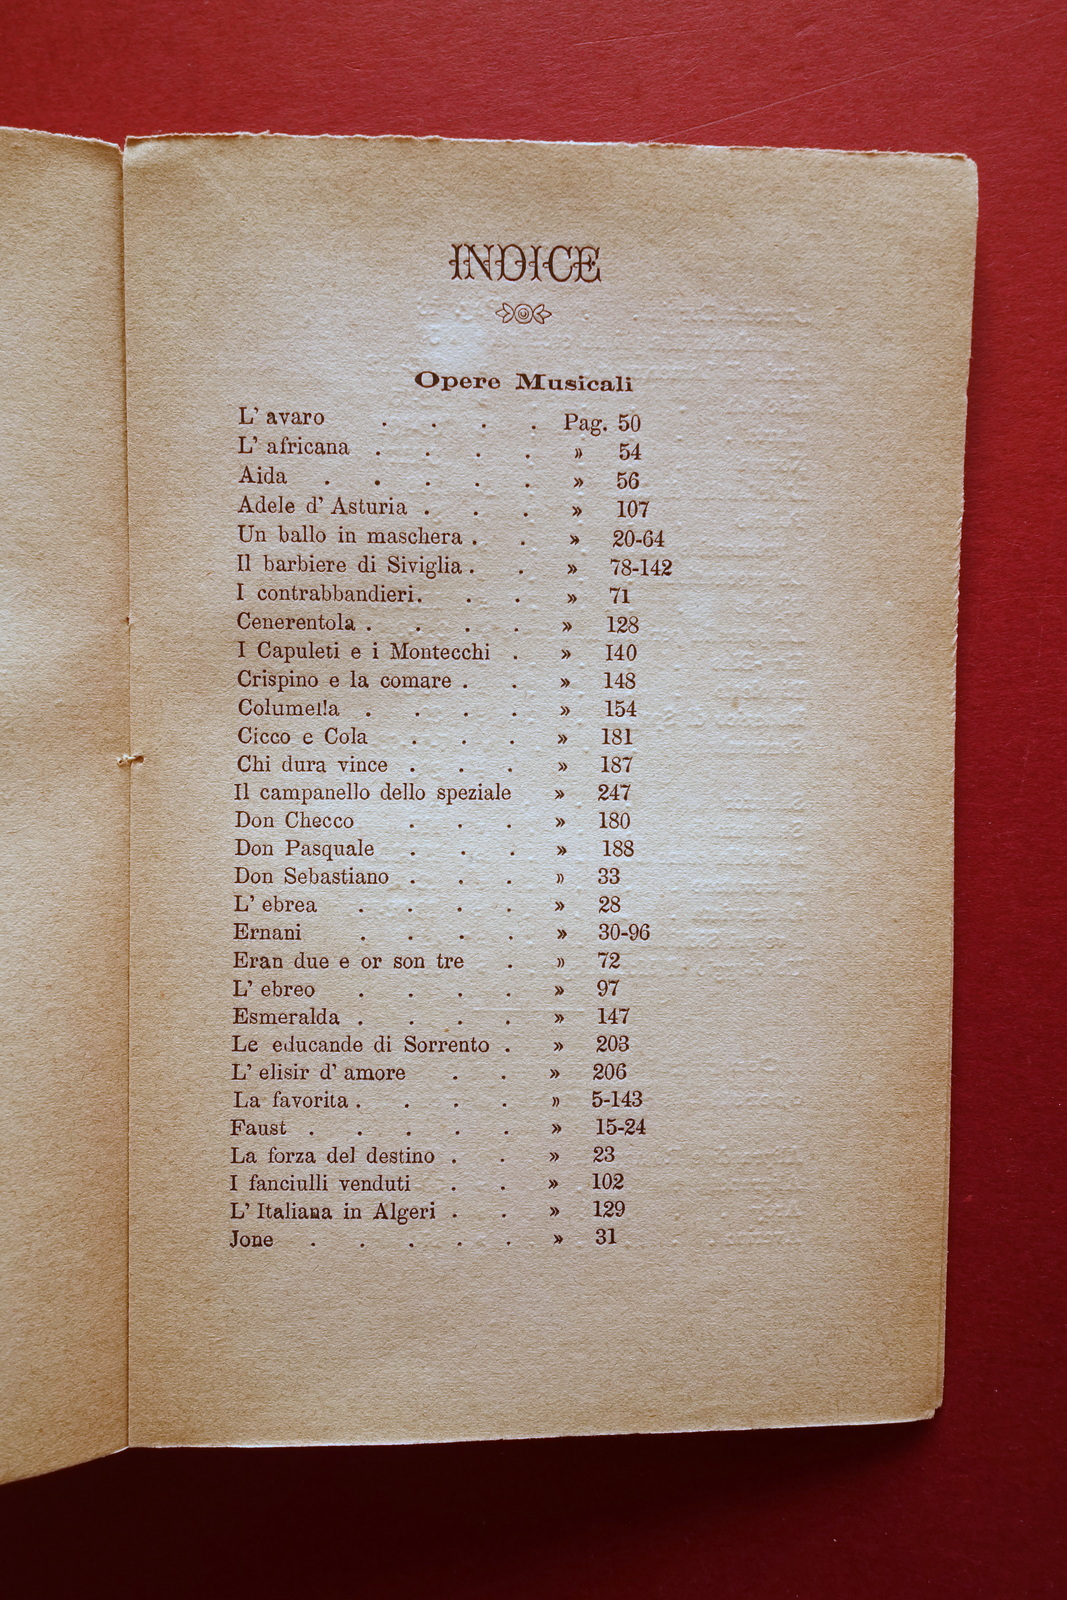 INDICE
Opere Musicali
L' avaro . . . . Pag. 50
L' africana . . . . » 54
Aida . . . . . » 56
Adele d' Asturia . . . » 107
Un ballo in maschera . . » 20-64
Il barbiere di Siviglia . . » 78-142
I contrabbandieri . . . » 71
Cenerentola . . . . » 128
I Capuleti e i Montecchi . » 140
Crispino e la comare . . » 148
Columella . . . . » 154
Cicco e Cola . . . » 181
Chi dura vince . . . » 187
Il campanello dello speziale » 247
Don Checco . . . » 180
Don Pasquale . . . » 188
Don Sebastiano . . . » 33
L' ebrea . . . . » 28
Ernani . . . . » 30-96
Eran due e or son tre . » 72
L' ebreo . . . . » 97
Esmeralda . . . . » 147
Le educande di Sorrento . » 203
L' elisir d' amore . . » 206
La favorita . . . . » 5-143
Faust . . . . . » 15-24
La forza del destino . . » 23
I fanciulli venduti . . » 102
L' Italiana in Algeri . . » 129
Jone . . . . . » 31